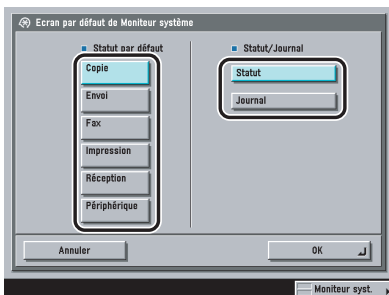 Ecran par défaut de Moniteur système
Statut par défaut
Copie
Envoi
Fax
Impression
Réception
Périphérique
Statut/Journal
Statut
Journal
Annuler
OK
Moniteur syst.